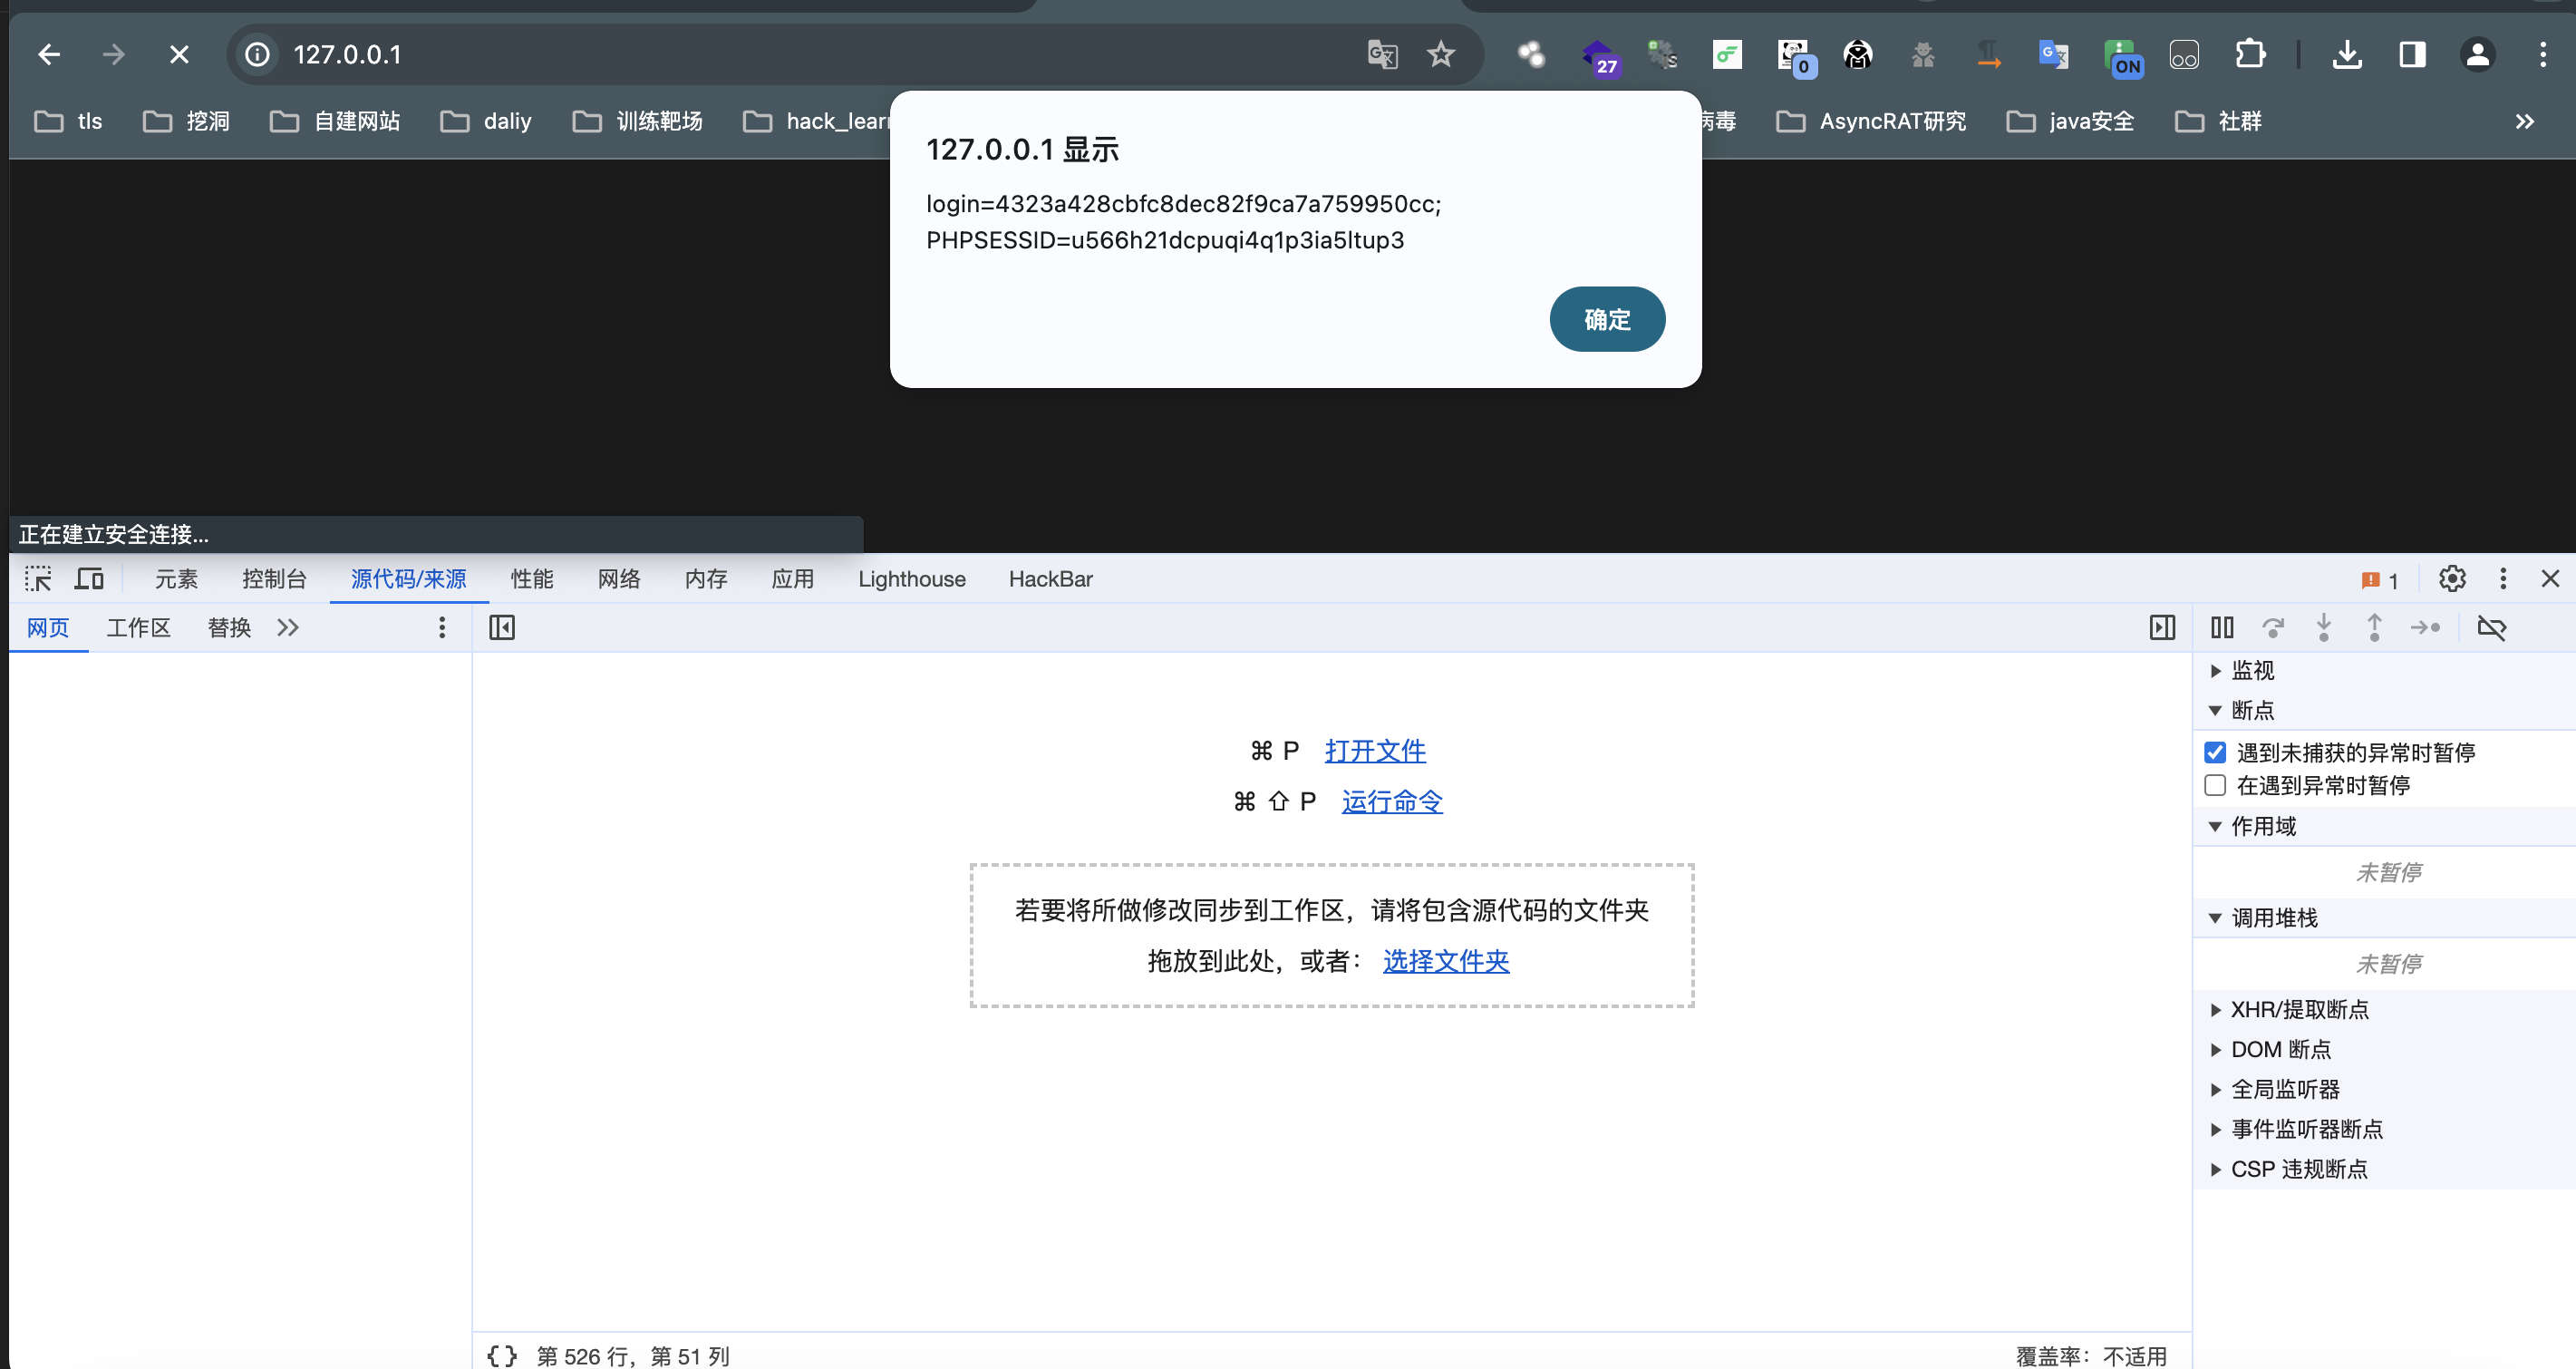 127.0.0.1
27
0
ON
tls
挖洞
自建网站
daliy
训练靶场
病毒
AsyncRAT研究
java安全
社群
127.0.0.1 显示
login=4323a428cbfc8dec82f9ca7a759950cc;
PHPSESSID=u566h21dcpuqi4q1p3ia5ltup3
确定
正在建立安全连接...
元素 控制台 源代码/来源 性能 网络 内存 应用 Lighthouse HackBar 1
网页 工作区 替换
⌘ P 打开文件
⌘ ⇧ P 运行命令
若要将所做修改同步到工作区，请将包含源代码的文件夹
拖放到此处，或者： 选择文件夹
监视
断点
遇到未捕获的异常时暂停
在遇到异常时暂停
作用域
未暂停
调用堆栈
未暂停
XHR/提取断点
DOM 断点
全局监听器
事件监听器断点
CSP 违规断点
{} 第 526 行，第 51 列
覆盖率：不适用